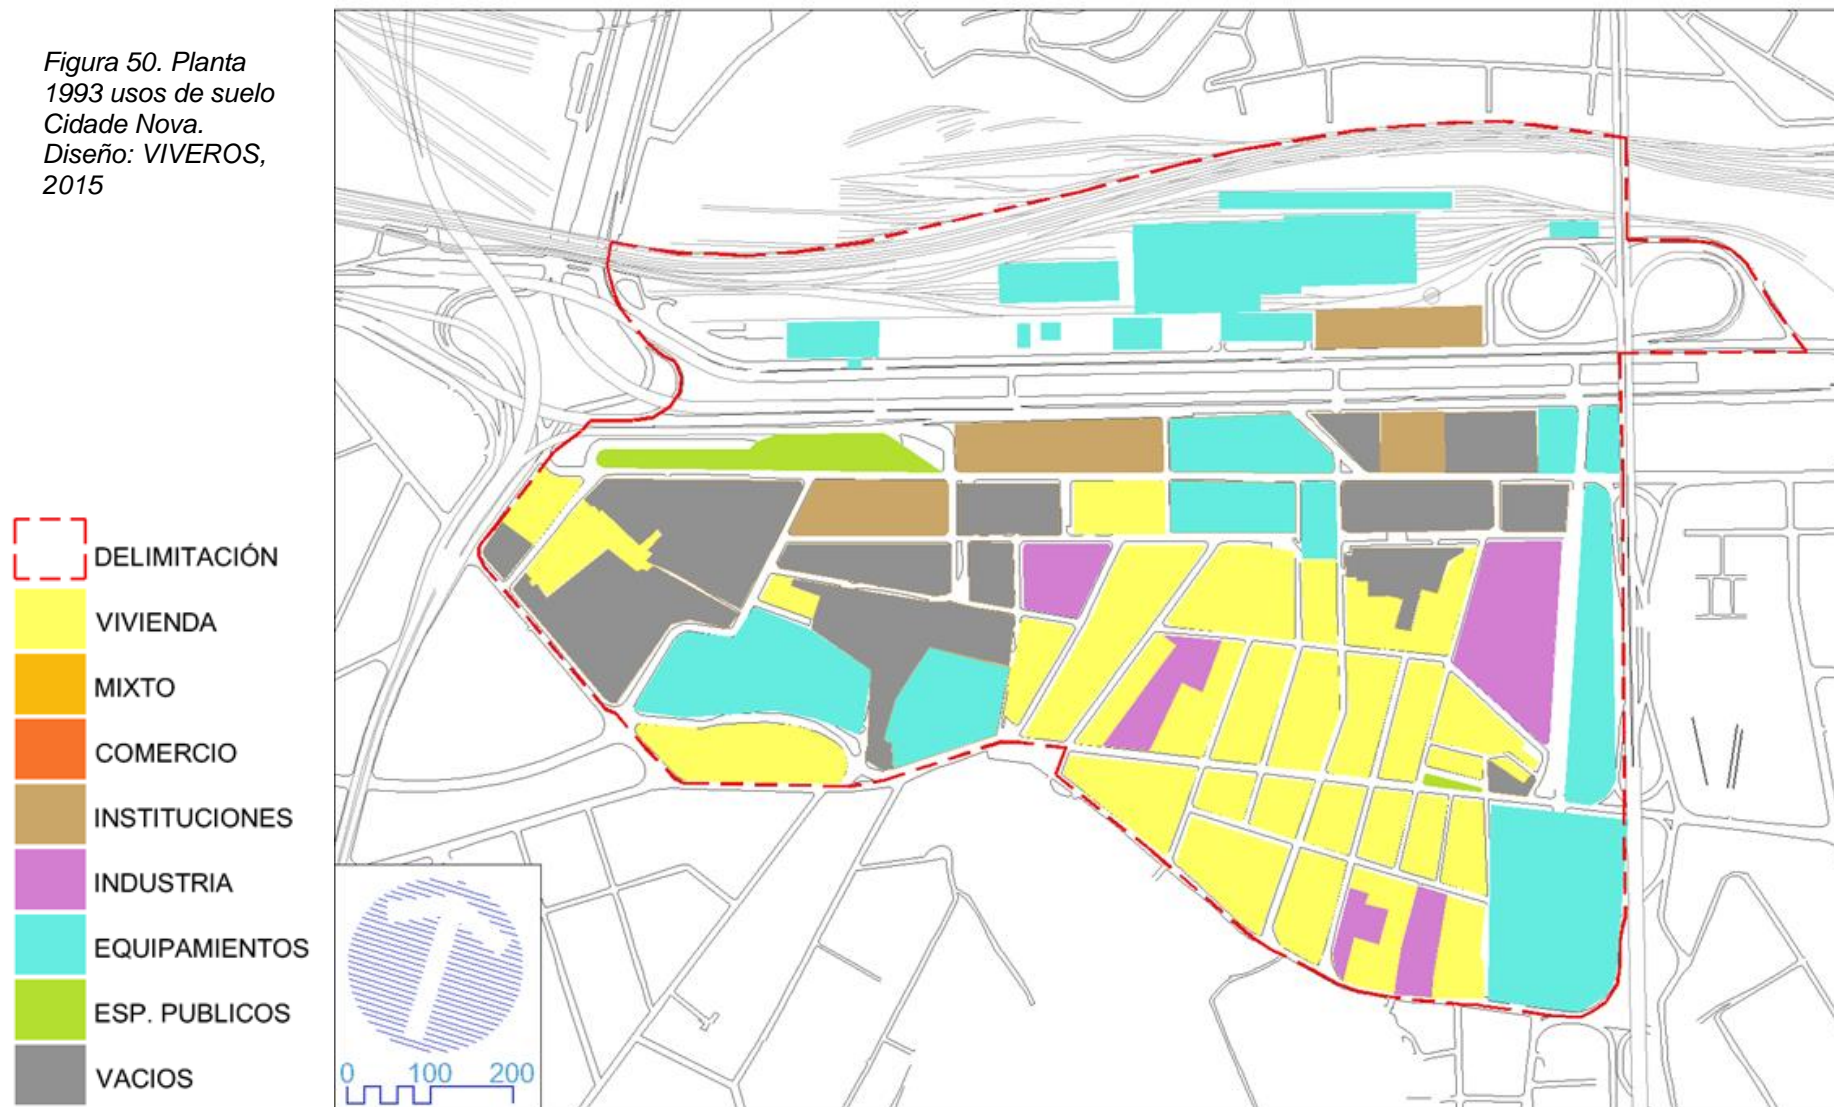 Figura 50. Planta
1993 usos de suelo
Cidade Nova.
Diseño: VIVEROS,
2015
DELIMITACIÓN
VIVIENDA
MIXTO
COMERCIO
INSTITUCIONES
INDUSTRIA
EQUIPAMIENTOS
ESP. PUBLICOS
VACIOS
0 100 200